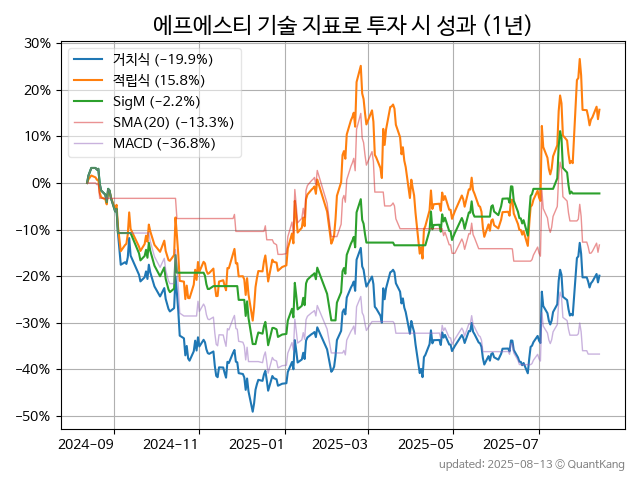 에프에스티 기술 지표로 투자 시 성과 (1년)
거치식 (−19.9%)
적립식 (15.8%)
SigM (−2.2%)
SMA(20) (−13.3%)
MACD (−36.8%)
30%
20%
10%
0%
−10%
−20%
−30%
−40%
−50%
2024-09
2024-11
2025-01
2025-03
2025-05
2025-07
updated: 2025-08-13 © QuantKang